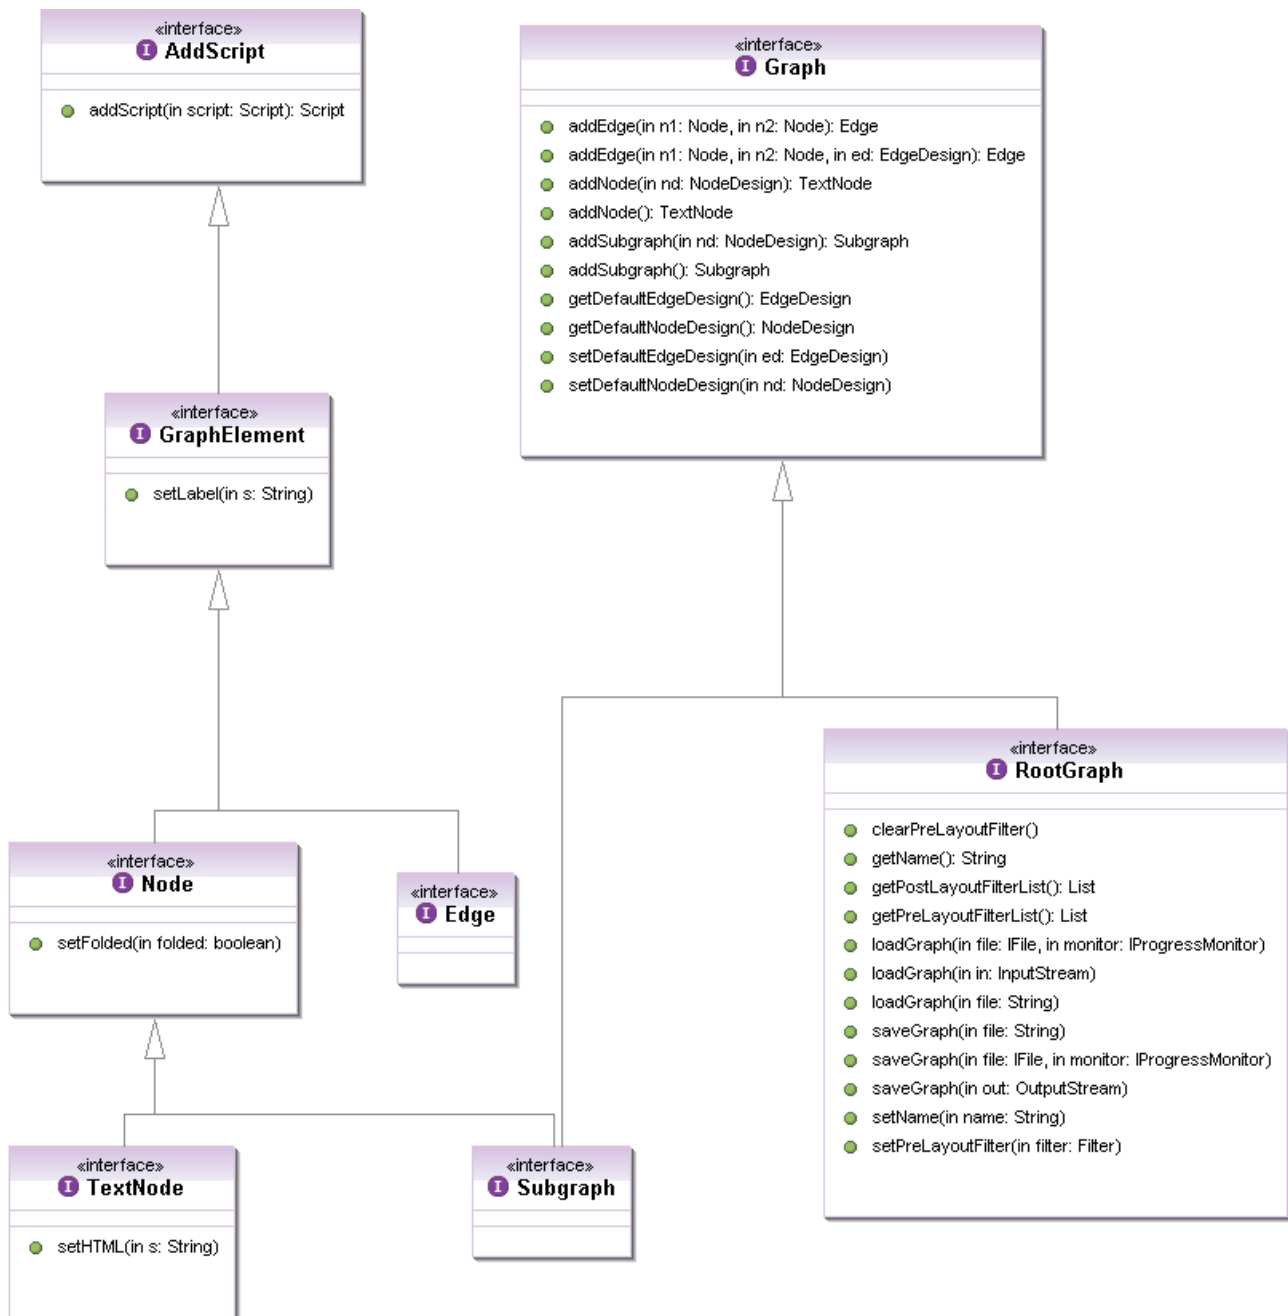 «interface»
I AddScript
addScript(in script: Script): Script
«interface»
I Graph
addEdge(in n1: Node, in n2: Node): Edge
addEdge(in n1: Node, in n2: Node, in ed: EdgeDesign): Edge
addNode(in nd: NodeDesign): TextNode
addNode(): TextNode
addSubgraph(in nd: NodeDesign): Subgraph
addSubgraph(): Subgraph
getDefaultEdgeDesign(): EdgeDesign
getDefaultNodeDesign(): NodeDesign
setDefaultEdgeDesign(in ed: EdgeDesign)
setDefaultNodeDesign(in nd: NodeDesign)
«interface»
I GraphElement
setLabel(in s: String)
«interface»
I RootGraph
clearPreLayoutFilter()
getName(): String
getPostLayoutFilterList(): List
getPreLayoutFilterList(): List
loadGraph(in file: IFile, in monitor: IProgressMonitor)
loadGraph(in in: InputStream)
loadGraph(in file: String)
saveGraph(in file: String)
saveGraph(in file: IFile, in monitor: IProgressMonitor)
saveGraph(in out: OutputStream)
setName(in name: String)
setPreLayoutFilter(in filter: Filter)
«interface»
I Node
setFolded(in folded: boolean)
«interface»
I Edge
«interface»
I TextNode
setHTML(in s: String)
«interface»
I Subgraph